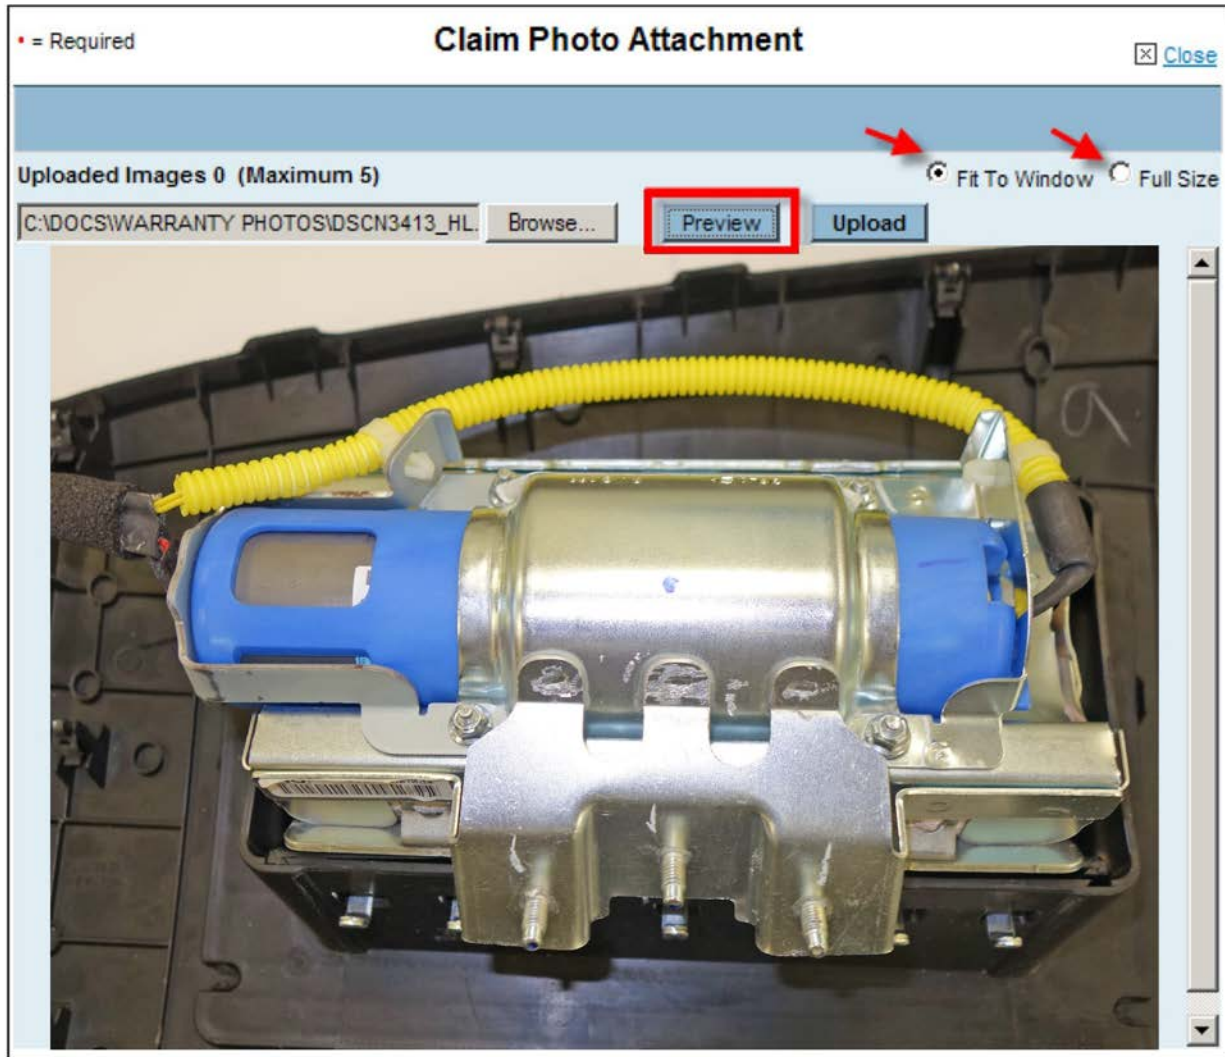 • = Required
Claim Photo Attachment
Close
Uploaded Images 0 (Maximum 5)
Fit To Window
Full Size
C:\DOCS\WARRANTY PHOTOS\DSCN3413_HL.
Browse...
Preview
Upload